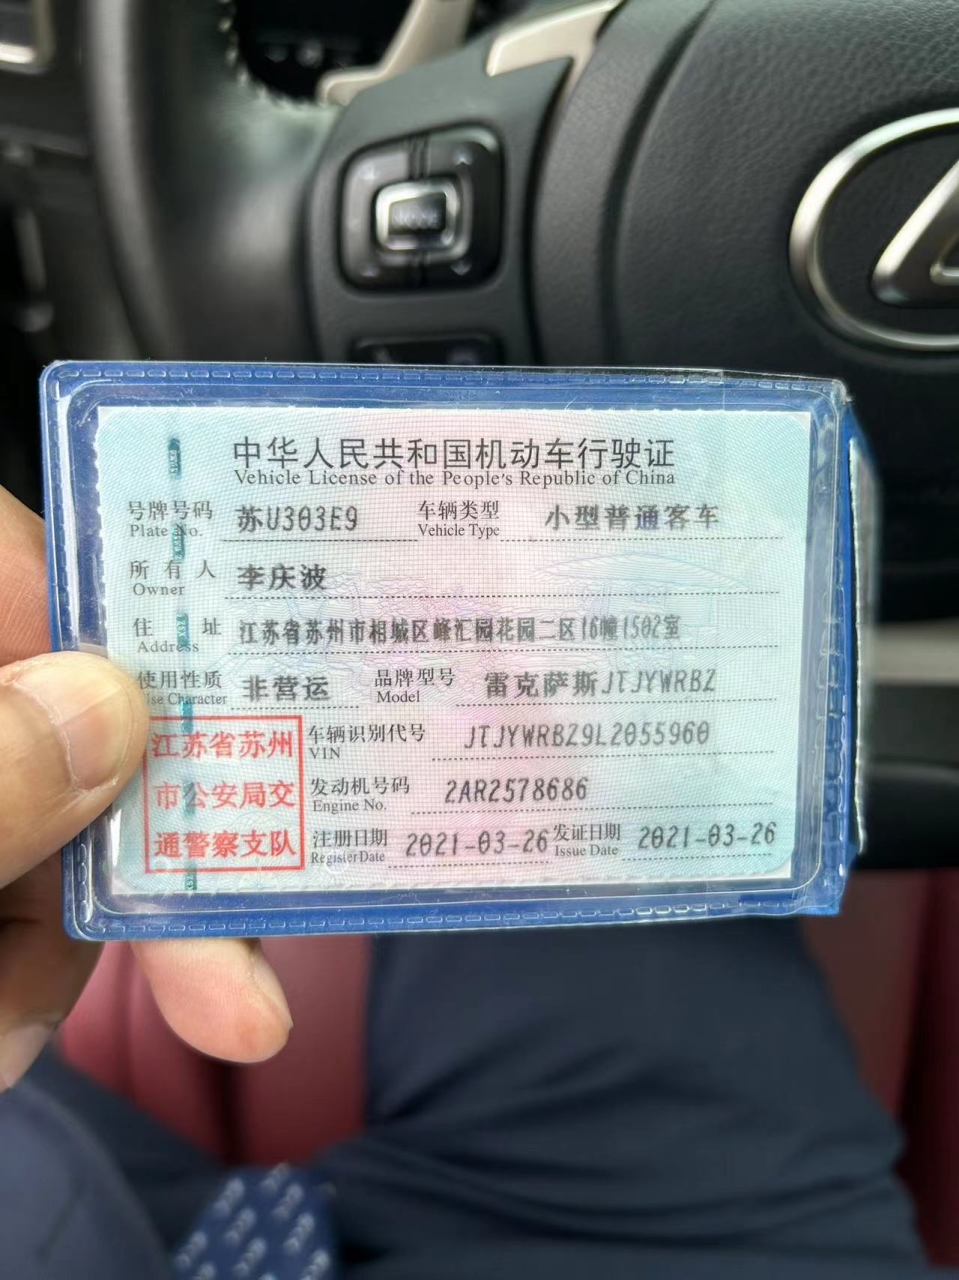 中华人民共和国机动车行驶证
Vehicle License of the People's Republic of China
号牌号码 苏U303E9 车辆类型 小型普通客车
Plate No. Vehicle Type
所有人 李庆波
Owner
住址 江苏省苏州市相城区峰汇园花园二区16幢1502室
Address
使用性质 非营运 品牌型号 雷克萨斯JTJYWRBZ
Use Character Model
江苏省苏州 车辆识别代号 JTJYWRBZ9L2055960
VIN
市公安局交 发动机号码 2AR2578686
Engine No.
通警察支队 注册日期 2021-03-26 发证日期 2021-03-26
Register Date Issue Date